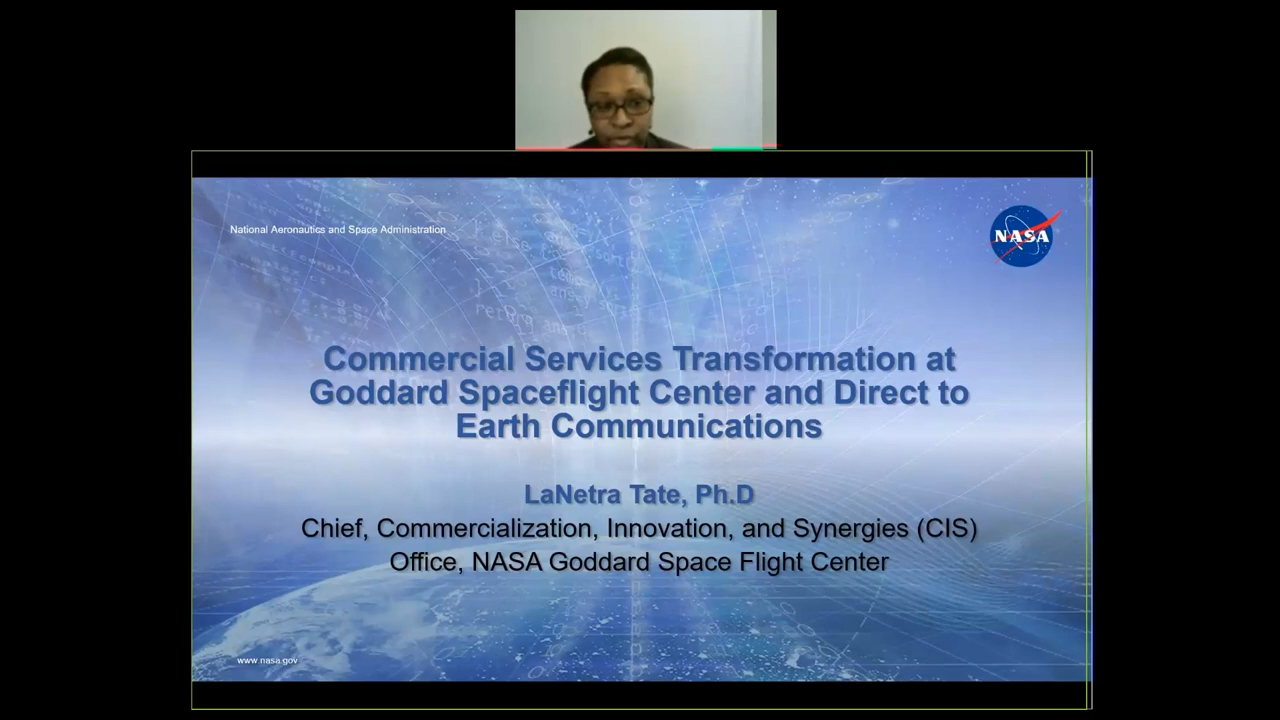 National Aeronautics and Space Administration
NASA
Commercial Services Transformation at
Goddard Spaceflight Center and Direct to
Earth Communications
LaNetra Tate, Ph.D
Chief, Commercialization, Innovation, and Synergies (CIS)
Office, NASA Goddard Space Flight Center
www.nasa.gov